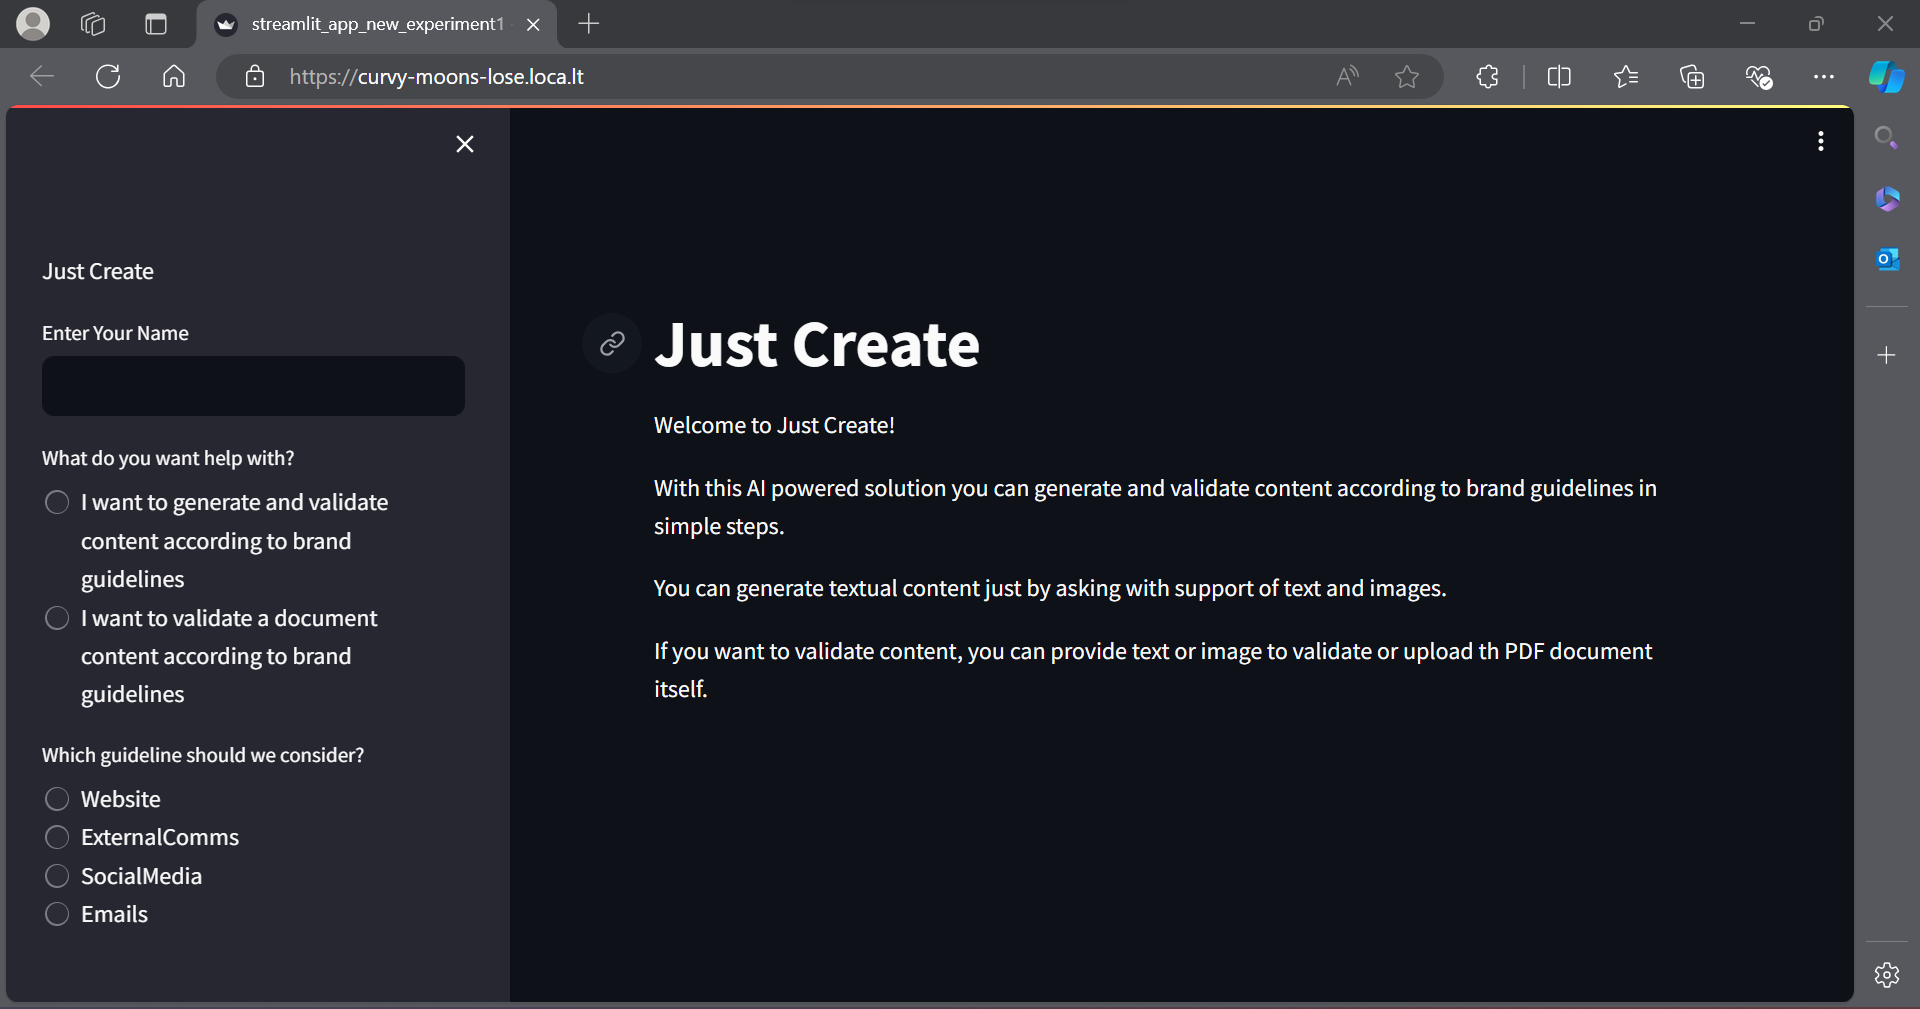 streamlit_app_new_experiment1
https://curvy-moons-lose.loca.lt
Just Create
Enter Your Name
What do you want help with?
I want to generate and validate
content according to brand
guidelines
I want to validate a document
content according to brand
guidelines
Which guideline should we consider?
Website
ExternalComms
SocialMedia
Emails
Just Create
Welcome to Just Create!
With this AI powered solution you can generate and validate content according to brand guidelines in
simple steps.
You can generate textual content just by asking with support of text and images.
If you want to validate content, you can provide text or image to validate or upload th PDF document
itself.